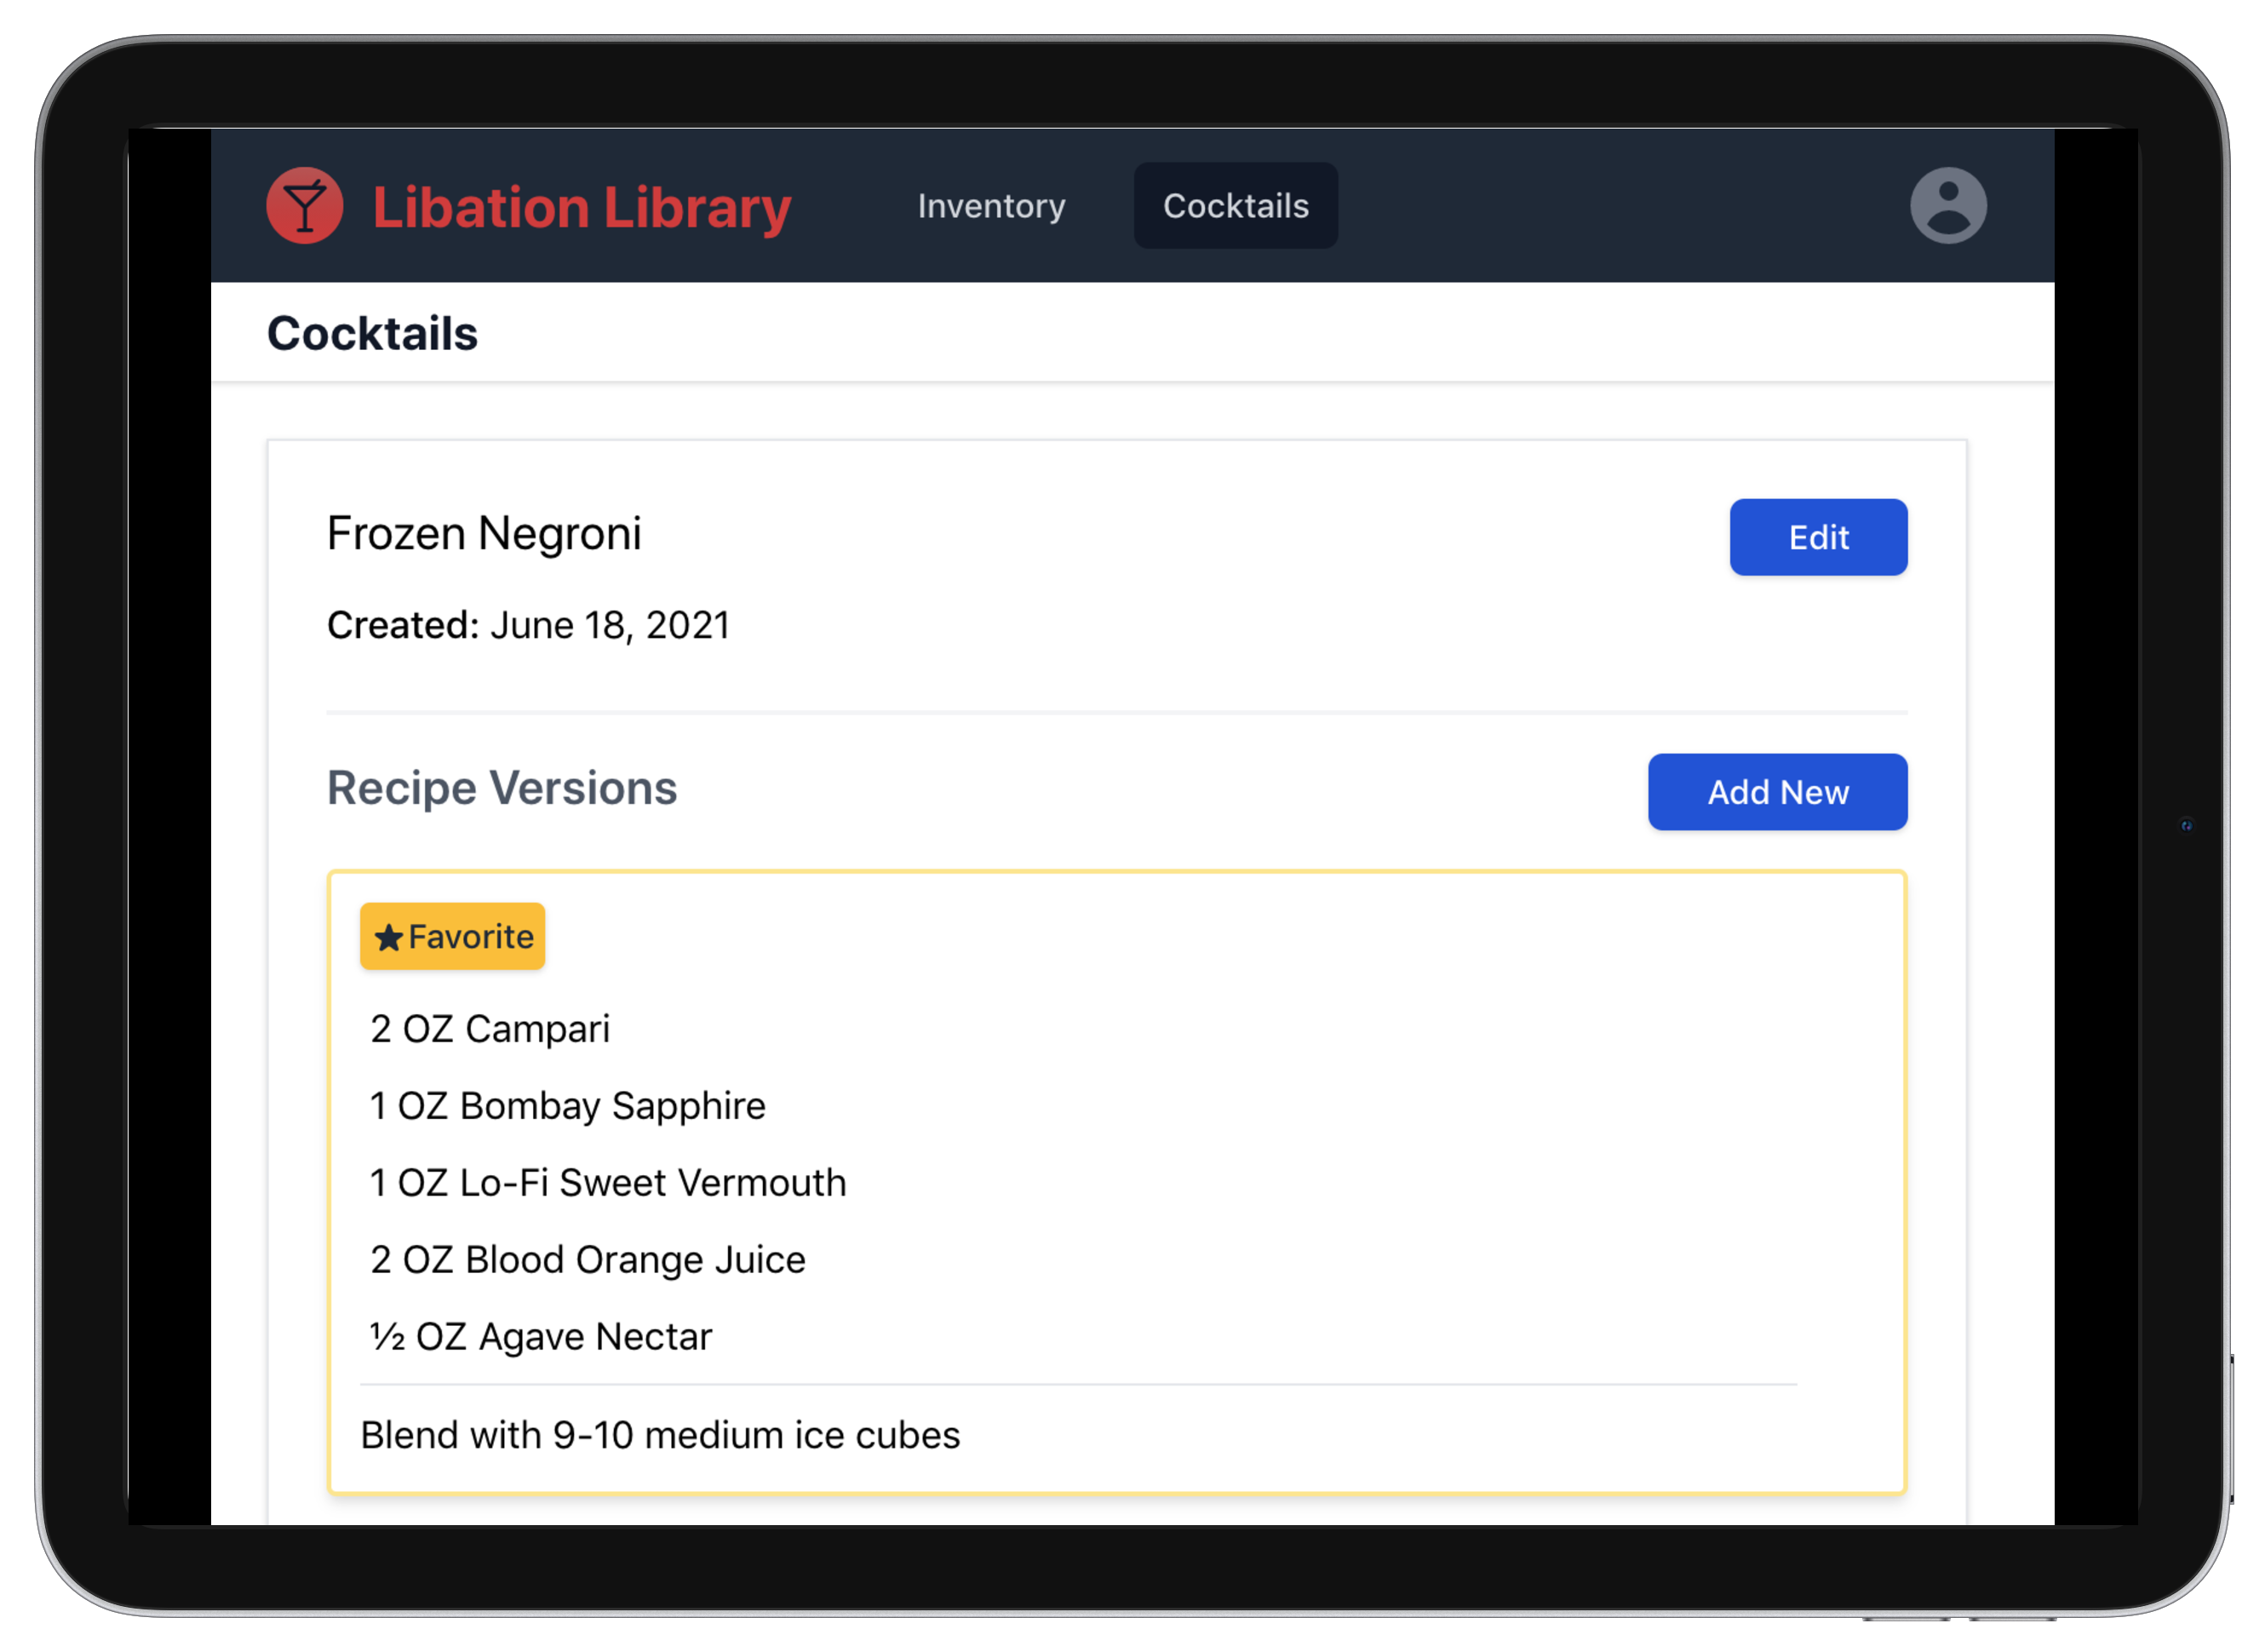 Libation Library
Inventory
Cocktails
Cocktails
Frozen Negroni
Edit
Created: June 18, 2021
Recipe Versions
Add New
Favorite
2 OZ Campari
1 OZ Bombay Sapphire
1 OZ Lo-Fi Sweet Vermouth
2 OZ Blood Orange Juice
½ OZ Agave Nectar
Blend with 9-10 medium ice cubes